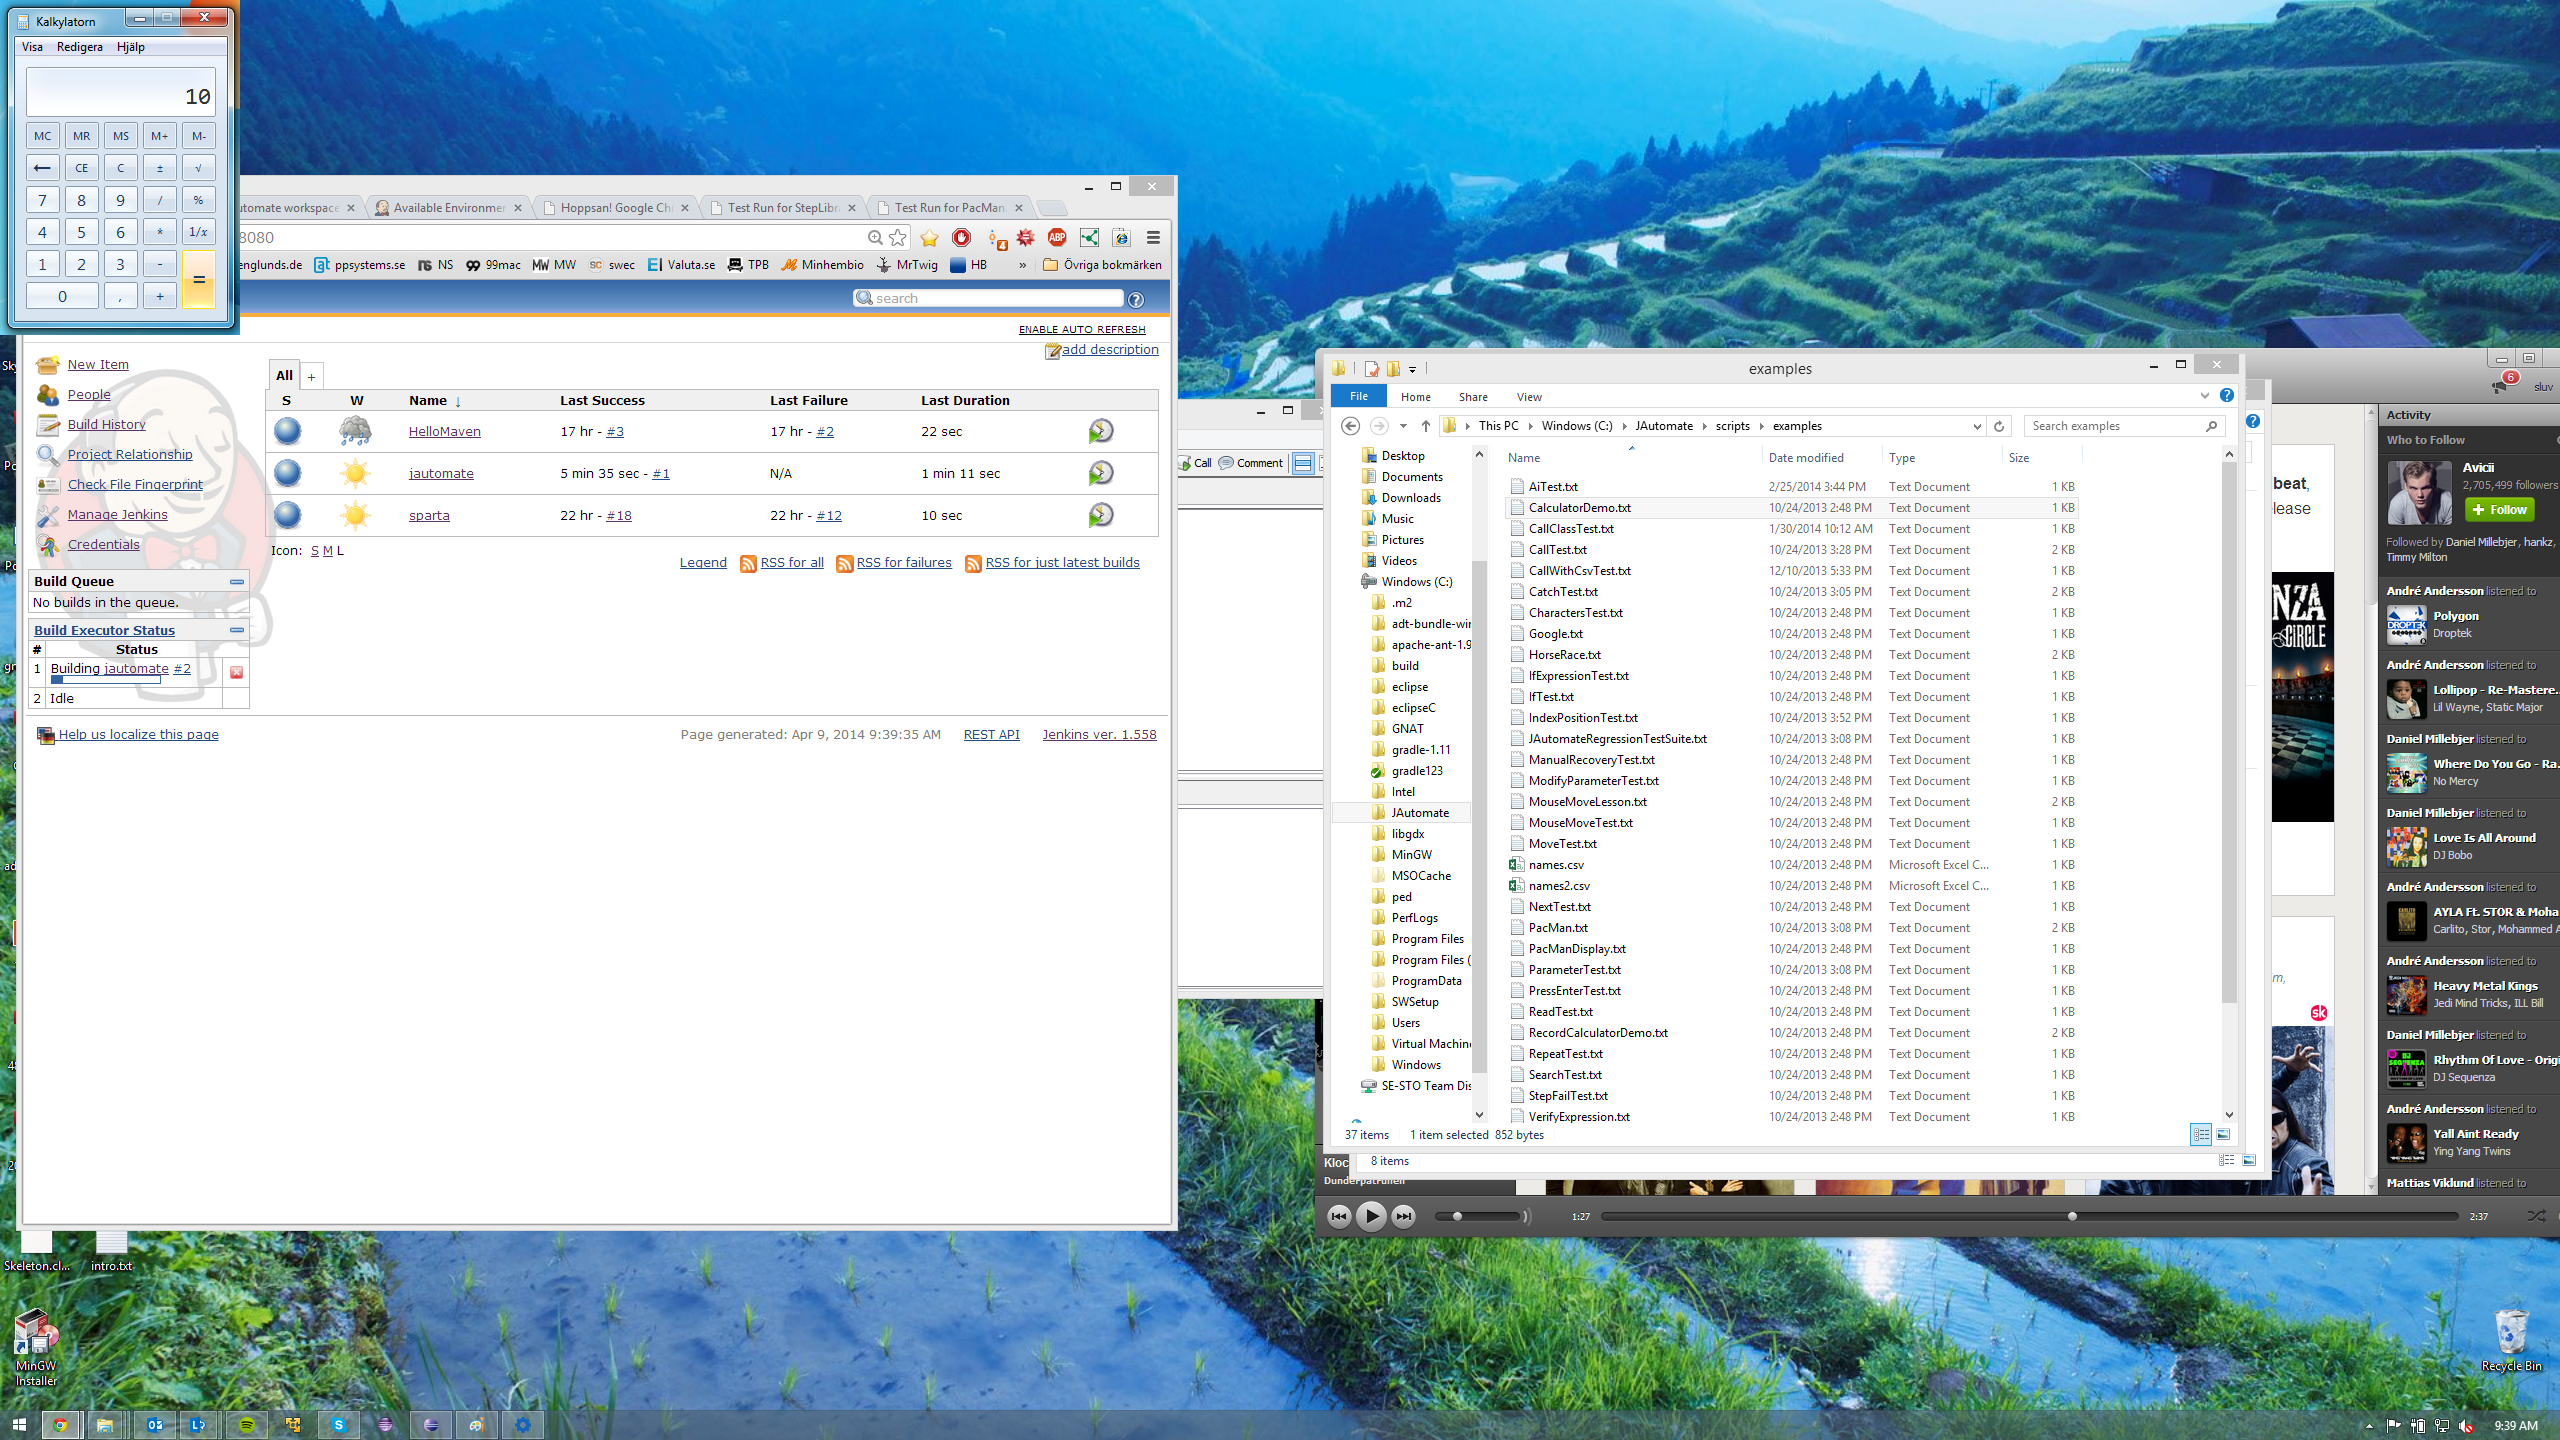 Kalkylatorn
Visa Redigera Hjälp
10
MC MR MS M+ M-
← CE C ± √
7 8 9 / %
4 5 6 * 1/x
1 2 3 - =
0 , +
utomate workspace
Available Environmen
Hoppsan! Google Chr
Test Run for StepLibra
Test Run for PacMan.
8080
ABP
4
englunds.de ppsystems.se NS 99mac MW swec Valuta.se TPB Minhembio MrTwig HB » Övriga bokmärken
search
ENABLE AUTO REFRESH
add description
New Item
People
Build History
Project Relationship
Check File Fingerprint
Manage Jenkins
Credentials
All +
S W Name ↓ Last Success Last Failure Last Duration
HelloMaven 17 hr - #3 17 hr - #2 22 sec
jautomate 5 min 35 sec - #1 N/A 1 min 11 sec
sparta 22 hr - #18 22 hr - #12 10 sec
Icon: S M L
Legend RSS for all RSS for failures RSS for just latest builds
Build Queue
No builds in the queue.
Build Executor Status
# Status
1 Building jautomate #2
2 Idle
Help us localize this page
Page generated: Apr 9, 2014 9:39:35 AM REST API Jenkins ver. 1.558
Call Comment
examples
File Home Share View
This PC Windows (C:) JAutomate scripts examples
Search examples
Desktop
Documents
Downloads
Music
Pictures
Videos
Windows (C:)
.m2
adt-bundle-wir
apache-ant-1.9
build
eclipse
eclipseC
GNAT
gradle-1.11
gradle123
Intel
JAutomate
libgdx
MinGW
MSOCache
ped
PerfLogs
Program Files
Program Files (
ProgramData
SWSetup
Users
Virtual Machine
Windows
SE-STO Team Dis
Name Date modified Type Size
AiTest.txt 2/25/2014 3:44 PM Text Document 1 KB
CalculatorDemo.txt 10/24/2013 2:48 PM Text Document 1 KB
CallClassTest.txt 1/30/2014 10:12 AM Text Document 1 KB
CallTest.txt 10/24/2013 3:28 PM Text Document 2 KB
CallWithCsvTest.txt 12/10/2013 5:33 PM Text Document 1 KB
CatchTest.txt 10/24/2013 3:05 PM Text Document 2 KB
CharactersTest.txt 10/24/2013 2:48 PM Text Document 1 KB
Google.txt 10/24/2013 2:48 PM Text Document 1 KB
HorseRace.txt 10/24/2013 2:48 PM Text Document 2 KB
IfExpressionTest.txt 10/24/2013 2:48 PM Text Document 1 KB
IfTest.txt 10/24/2013 2:48 PM Text Document 1 KB
IndexPositionTest.txt 10/24/2013 3:52 PM Text Document 1 KB
JAutomateRegressionTestSuite.txt 10/24/2013 3:08 PM Text Document 1 KB
ManualRecoveryTest.txt 10/24/2013 2:48 PM Text Document 1 KB
ModifyParameterTest.txt 10/24/2013 2:48 PM Text Document 1 KB
MouseMoveLesson.txt 10/24/2013 2:48 PM Text Document 2 KB
MouseMoveTest.txt 10/24/2013 2:48 PM Text Document 1 KB
MoveTest.txt 10/24/2013 2:48 PM Text Document 1 KB
names.csv 10/24/2013 2:48 PM Microsoft Excel C... 1 KB
names2.csv 10/24/2013 2:48 PM Microsoft Excel C... 1 KB
NextTest.txt 10/24/2013 2:48 PM Text Document 1 KB
PacMan.txt 10/24/2013 3:08 PM Text Document 2 KB
PacManDisplay.txt 10/24/2013 2:48 PM Text Document 1 KB
ParameterTest.txt 10/24/2013 3:08 PM Text Document 1 KB
PressEnterTest.txt 10/24/2013 2:48 PM Text Document 1 KB
ReadTest.txt 10/24/2013 2:48 PM Text Document 1 KB
RecordCalculatorDemo.txt 10/24/2013 2:48 PM Text Document 2 KB
RepeatTest.txt 10/24/2013 2:48 PM Text Document 1 KB
SearchTest.txt 10/24/2013 2:48 PM Text Document 1 KB
StepFailTest.txt 10/24/2013 2:48 PM Text Document 1 KB
VerifyExpression.txt 10/24/2013 2:48 PM Text Document 1 KB
37 items 1 item selected 852 bytes
8 items
Kloc
Dunderpatrullen
1:27 2:37
6
sluv
beat,
elease
NZA
CIRCLE
m,
sk
Activity
Who to Follow
Avicii
2,705,499 followers
Follow
Followed by Daniel Millebjer, hankz,
Timmy Milton
André Andersson listened to
Polygon
Droptek
André Andersson listened to
Lollipop - Re-Mastere...
Lil Wayne, Static Major
Daniel Millebjer listened to
Where Do You Go - Ra...
No Mercy
Daniel Millebjer listened to
Love Is All Around
DJ Bobo
André Andersson listened to
AYLA Ft. STOR & Moha
Carlito, Stor, Mohammed A
André Andersson listened to
Heavy Metal Kings
Jedi Mind Tricks, ILL Bill
Daniel Millebjer listened to
Rhythm Of Love - Origi
DJ Sequenza
André Andersson listened to
Yall Aint Ready
Ying Yang Twins
Mattias Viklund listened to
Skeleton.cl... intro.txt
MinGW
Installer
Recycle Bin
9:39 AM